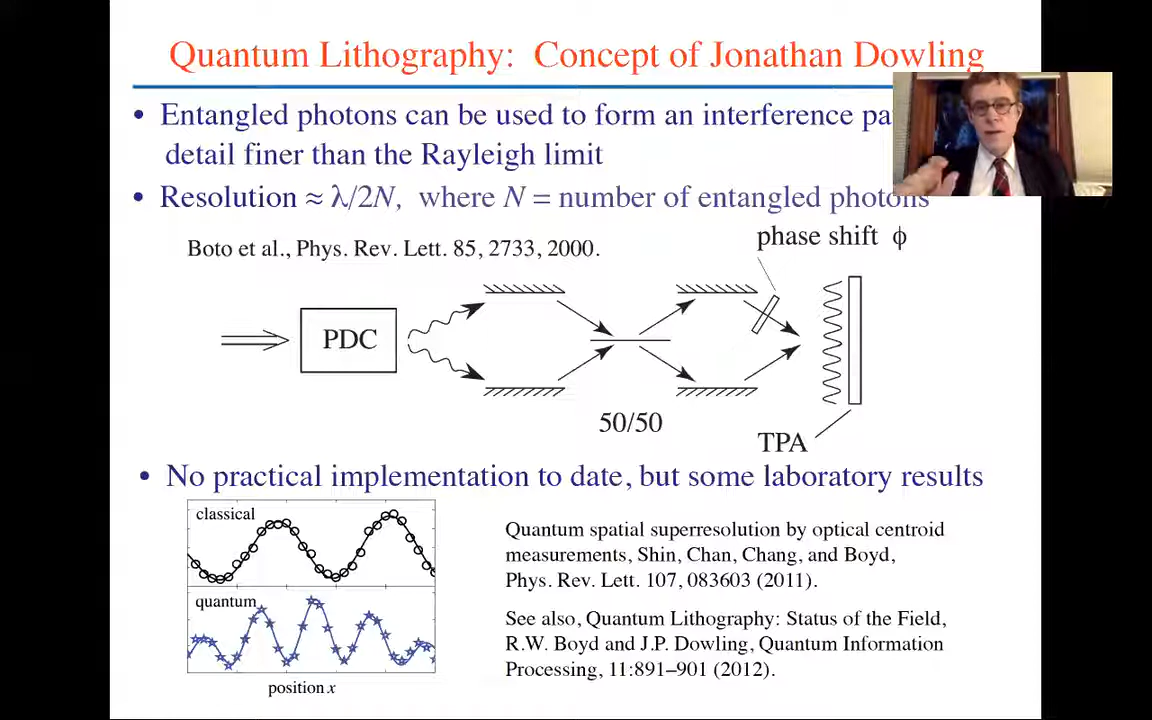 Quantum Lithography: Concept of Jonathan Dowling
• Entangled photons can be used to form an interference
detail finer than the Rayleigh limit
• Resolution ≈ λ/2N, where N = number of entangled photons
Boto et al., Phys. Rev. Lett. 85, 2733, 2000.
phase shift ϕ
PDC
50/50
TPA
• No practical implementation to date, but some laboratory results
classical
quantum
position x
Quantum spatial superresolution by optical centroid
measurements, Shin, Chan, Chang, and Boyd,
Phys. Rev. Lett. 107, 083603 (2011).
See also, Quantum Lithography: Status of the Field,
R.W. Boyd and J.P. Dowling, Quantum Information
Processing, 11:891–901 (2012).